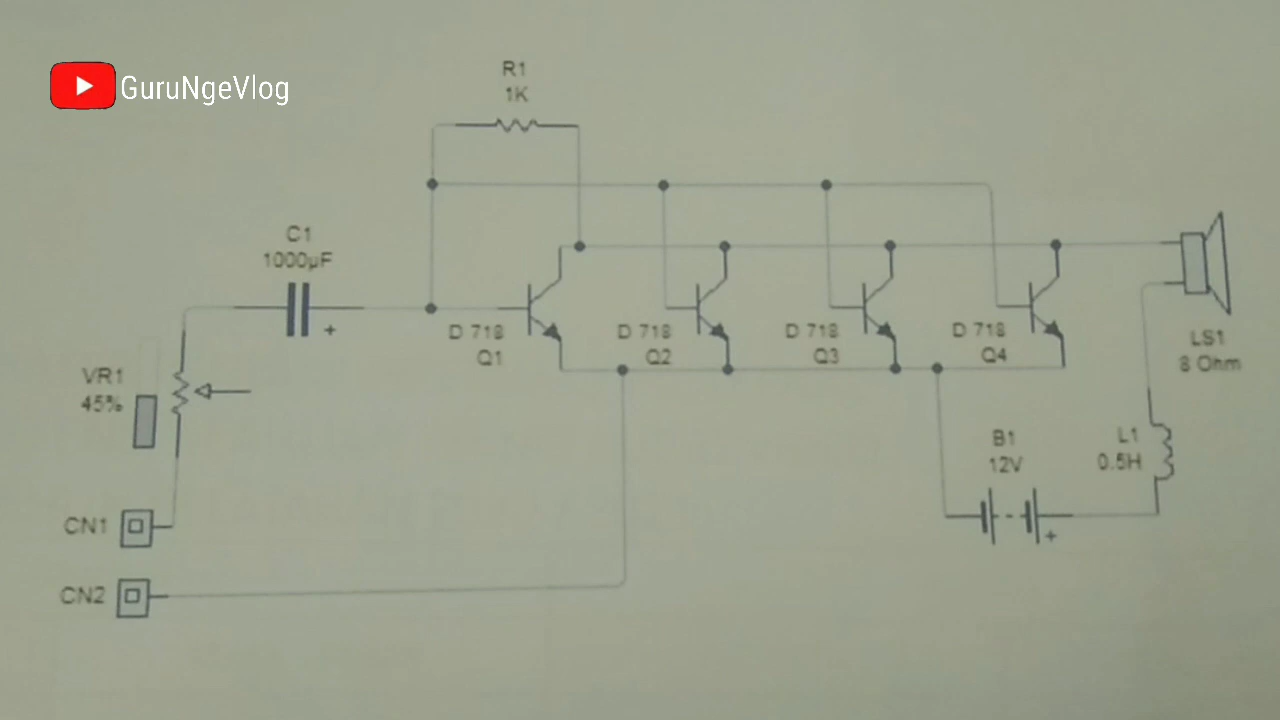 GuruNgeVlog
R1
1K
C1
1000µF
+
D 718
Q1
D 718
Q2
D 718
Q3
D 718
Q4
LS1
8 Ohm
VR1
45%
B1
12V
+
L1
0.5H
CN1
CN2